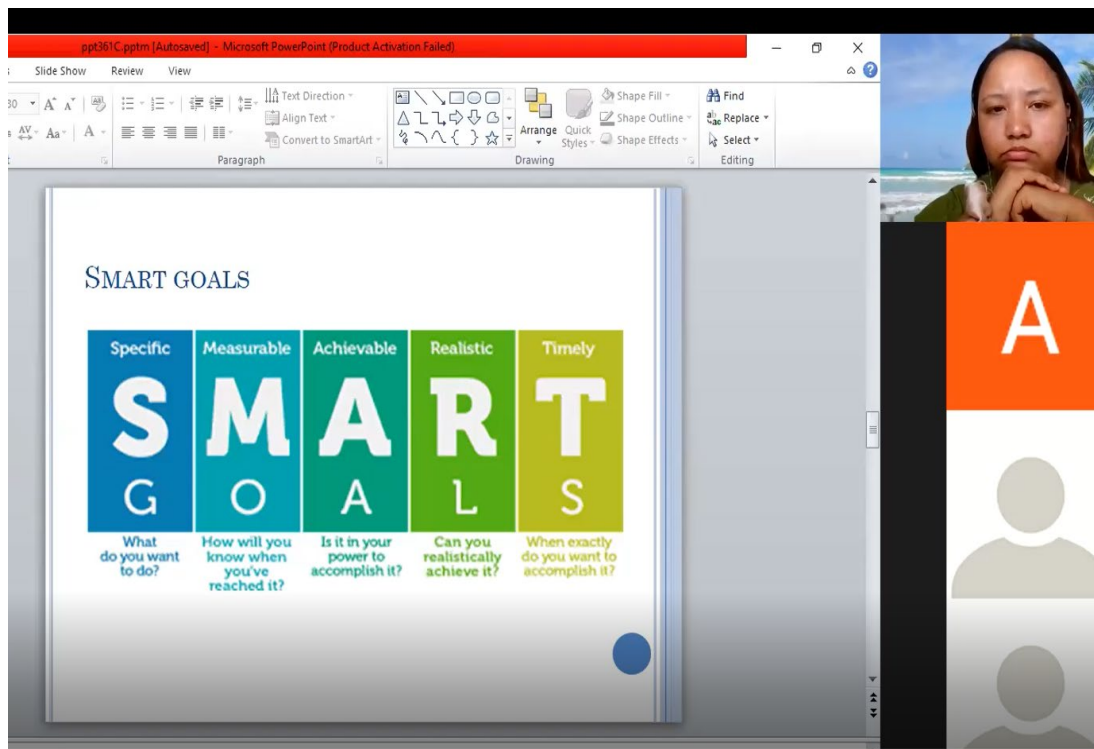 ppt361C.pptm [Autosaved] - Microsoft PowerPoint (Product Activation Failed)
Slide Show Review View
30 A A
Text Direction
Shape Fill
Find
AV Aa A
Align Text
Shape Outline
Replace
Convert to SmartArt
Arrange Quick Styles
Shape Effects
Select
Paragraph
Drawing
Editing
SMART GOALS
Specific Measurable Achievable Realistic Timely
S M A R T
G O A L S
What
do you want
to do?
How will you
know when
you've
reached it?
Is it in your
power to
accomplish it?
Can you
realistically
achieve it?
When exactly
do you want to
accomplish it?
A